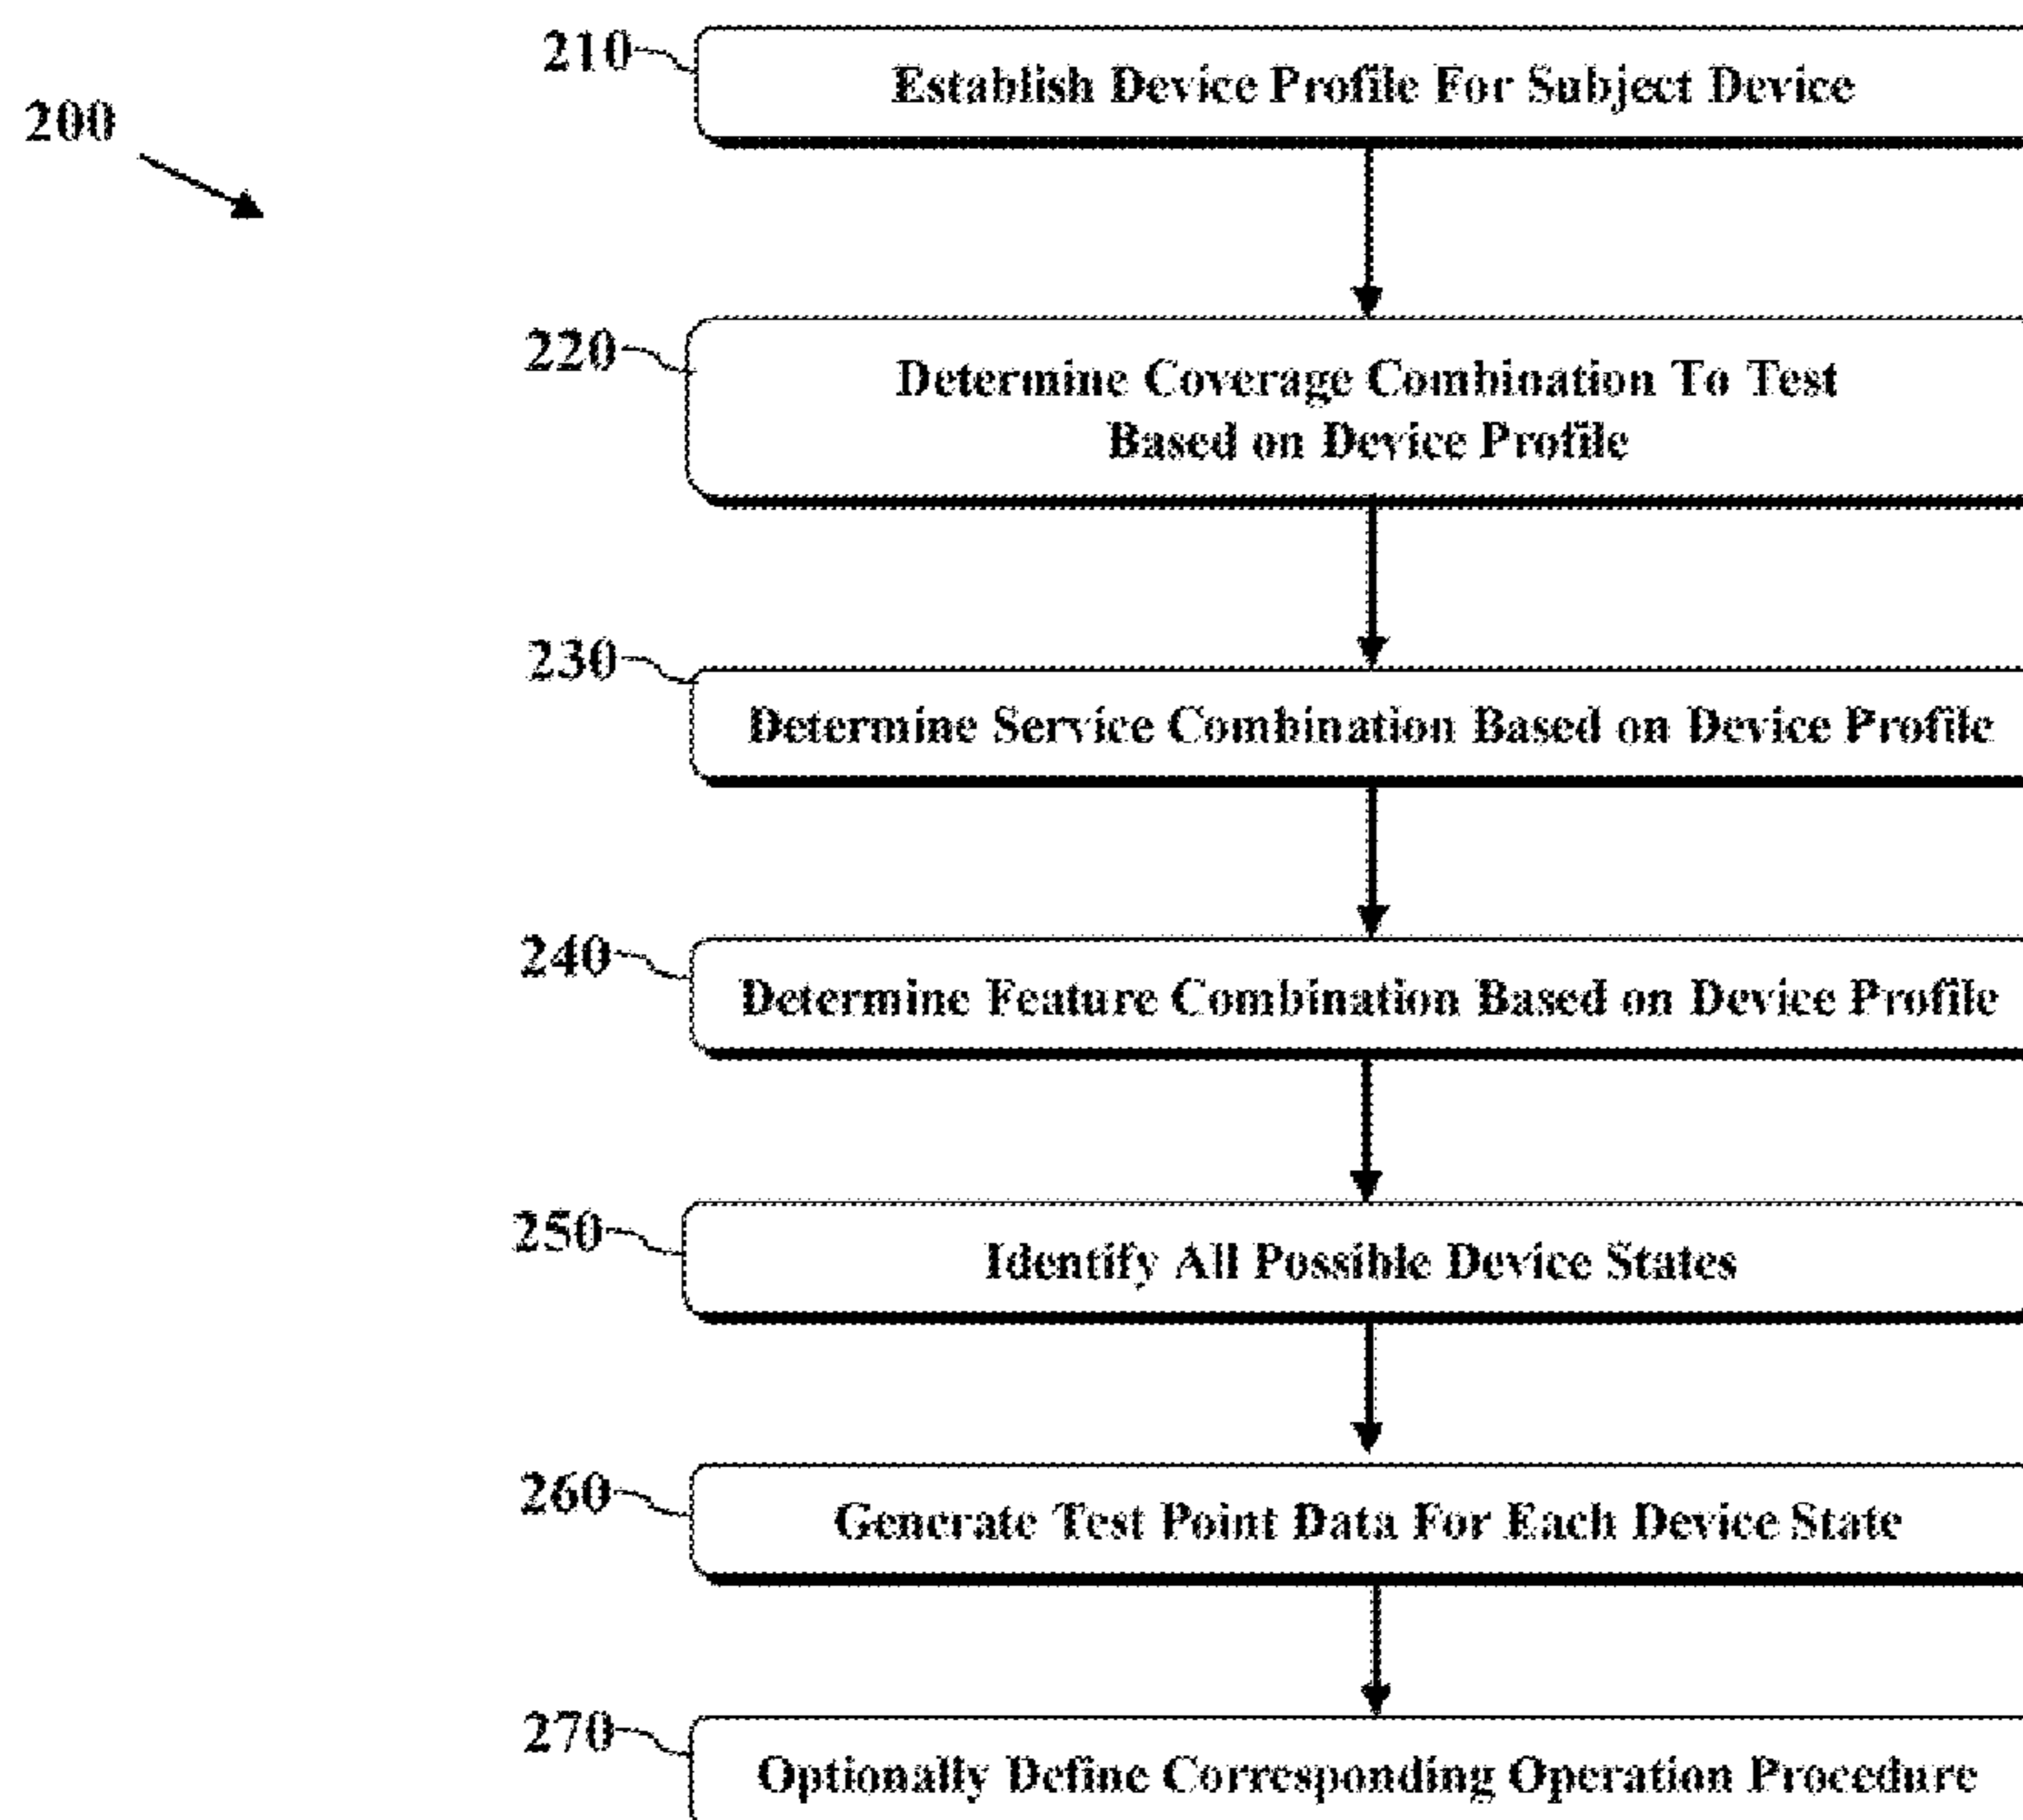 200
210
Establish Device Profile For Subject Device
220
Determine Coverage Combination To Test
Based on Device Profile
230
Determine Service Combination Based on Device Profile
240
Determine Feature Combination Based on Device Profile
250
Identify All Possible Device States
260
Generate Test Point Data For Each Device State
270
Optionally Define Corresponding Operation Procedure